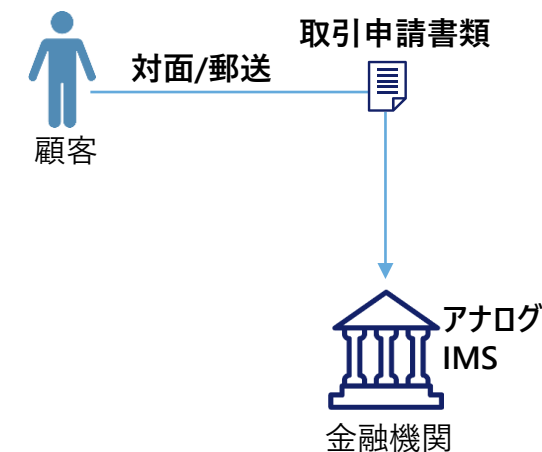 取引申請書類
対面/郵送
顧客
アナログ
IMS
金融機関